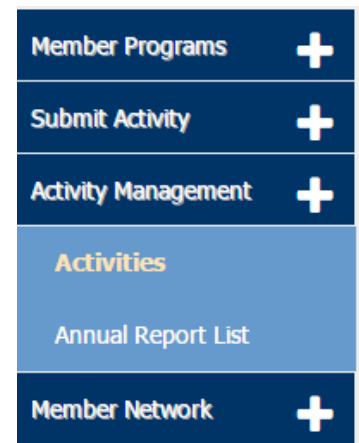 Member Programs
Submit Activity
Activity Management
Activities
Annual Report List
Member Network